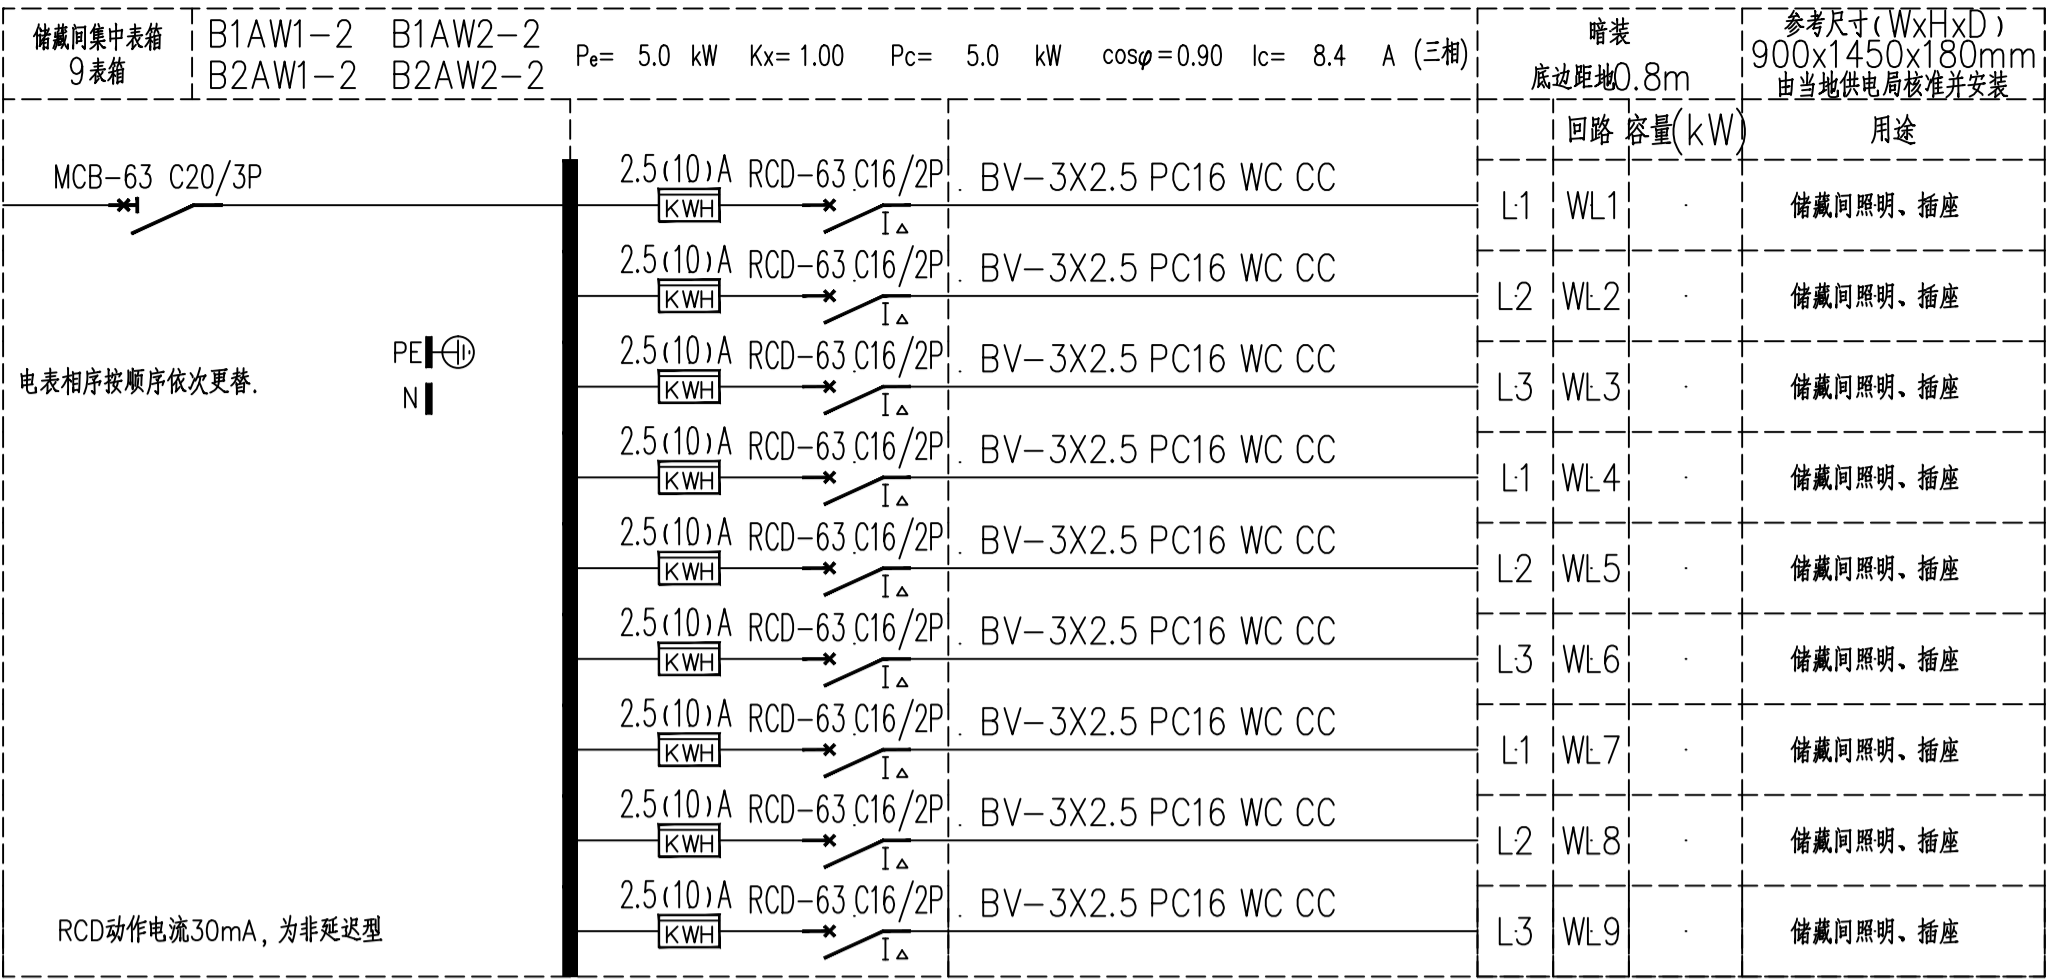 储藏间集中表箱
9表箱
B1AW1-2 B1AW2-2
B2AW1-2 B2AW2-2
Pe= 5.0 kW Kx= 1.00 Pc= 5.0 kW cosφ=0.90 Ic= 8.4 A (三相)
暗装
底边距地0.8m
参考尺寸(WxHxD)
900x1450x180mm
由当地供电局核准并安装
回路 容量(kW) 用途
MCB-63 C20/3P
2.5(10)A RCD-63 C16/2P BV-3X2.5 PC16 WC CC
KWH I△ L1 WL1 储藏间照明、插座
2.5(10)A RCD-63 C16/2P BV-3X2.5 PC16 WC CC
KWH I△ L2 WL2 储藏间照明、插座
PE
电表相序按顺序依次更替.
N
2.5(10)A RCD-63 C16/2P BV-3X2.5 PC16 WC CC
KWH I△ L3 WL3 储藏间照明、插座
2.5(10)A RCD-63 C16/2P BV-3X2.5 PC16 WC CC
KWH I△ L1 WL4 储藏间照明、插座
2.5(10)A RCD-63 C16/2P BV-3X2.5 PC16 WC CC
KWH I△ L2 WL5 储藏间照明、插座
2.5(10)A RCD-63 C16/2P BV-3X2.5 PC16 WC CC
KWH I△ L3 WL6 储藏间照明、插座
2.5(10)A RCD-63 C16/2P BV-3X2.5 PC16 WC CC
KWH I△ L1 WL7 储藏间照明、插座
2.5(10)A RCD-63 C16/2P BV-3X2.5 PC16 WC CC
KWH I△ L2 WL8 储藏间照明、插座
2.5(10)A RCD-63 C16/2P BV-3X2.5 PC16 WC CC
KWH I△ L3 WL9 储藏间照明、插座
RCD动作电流30mA, 为非延迟型